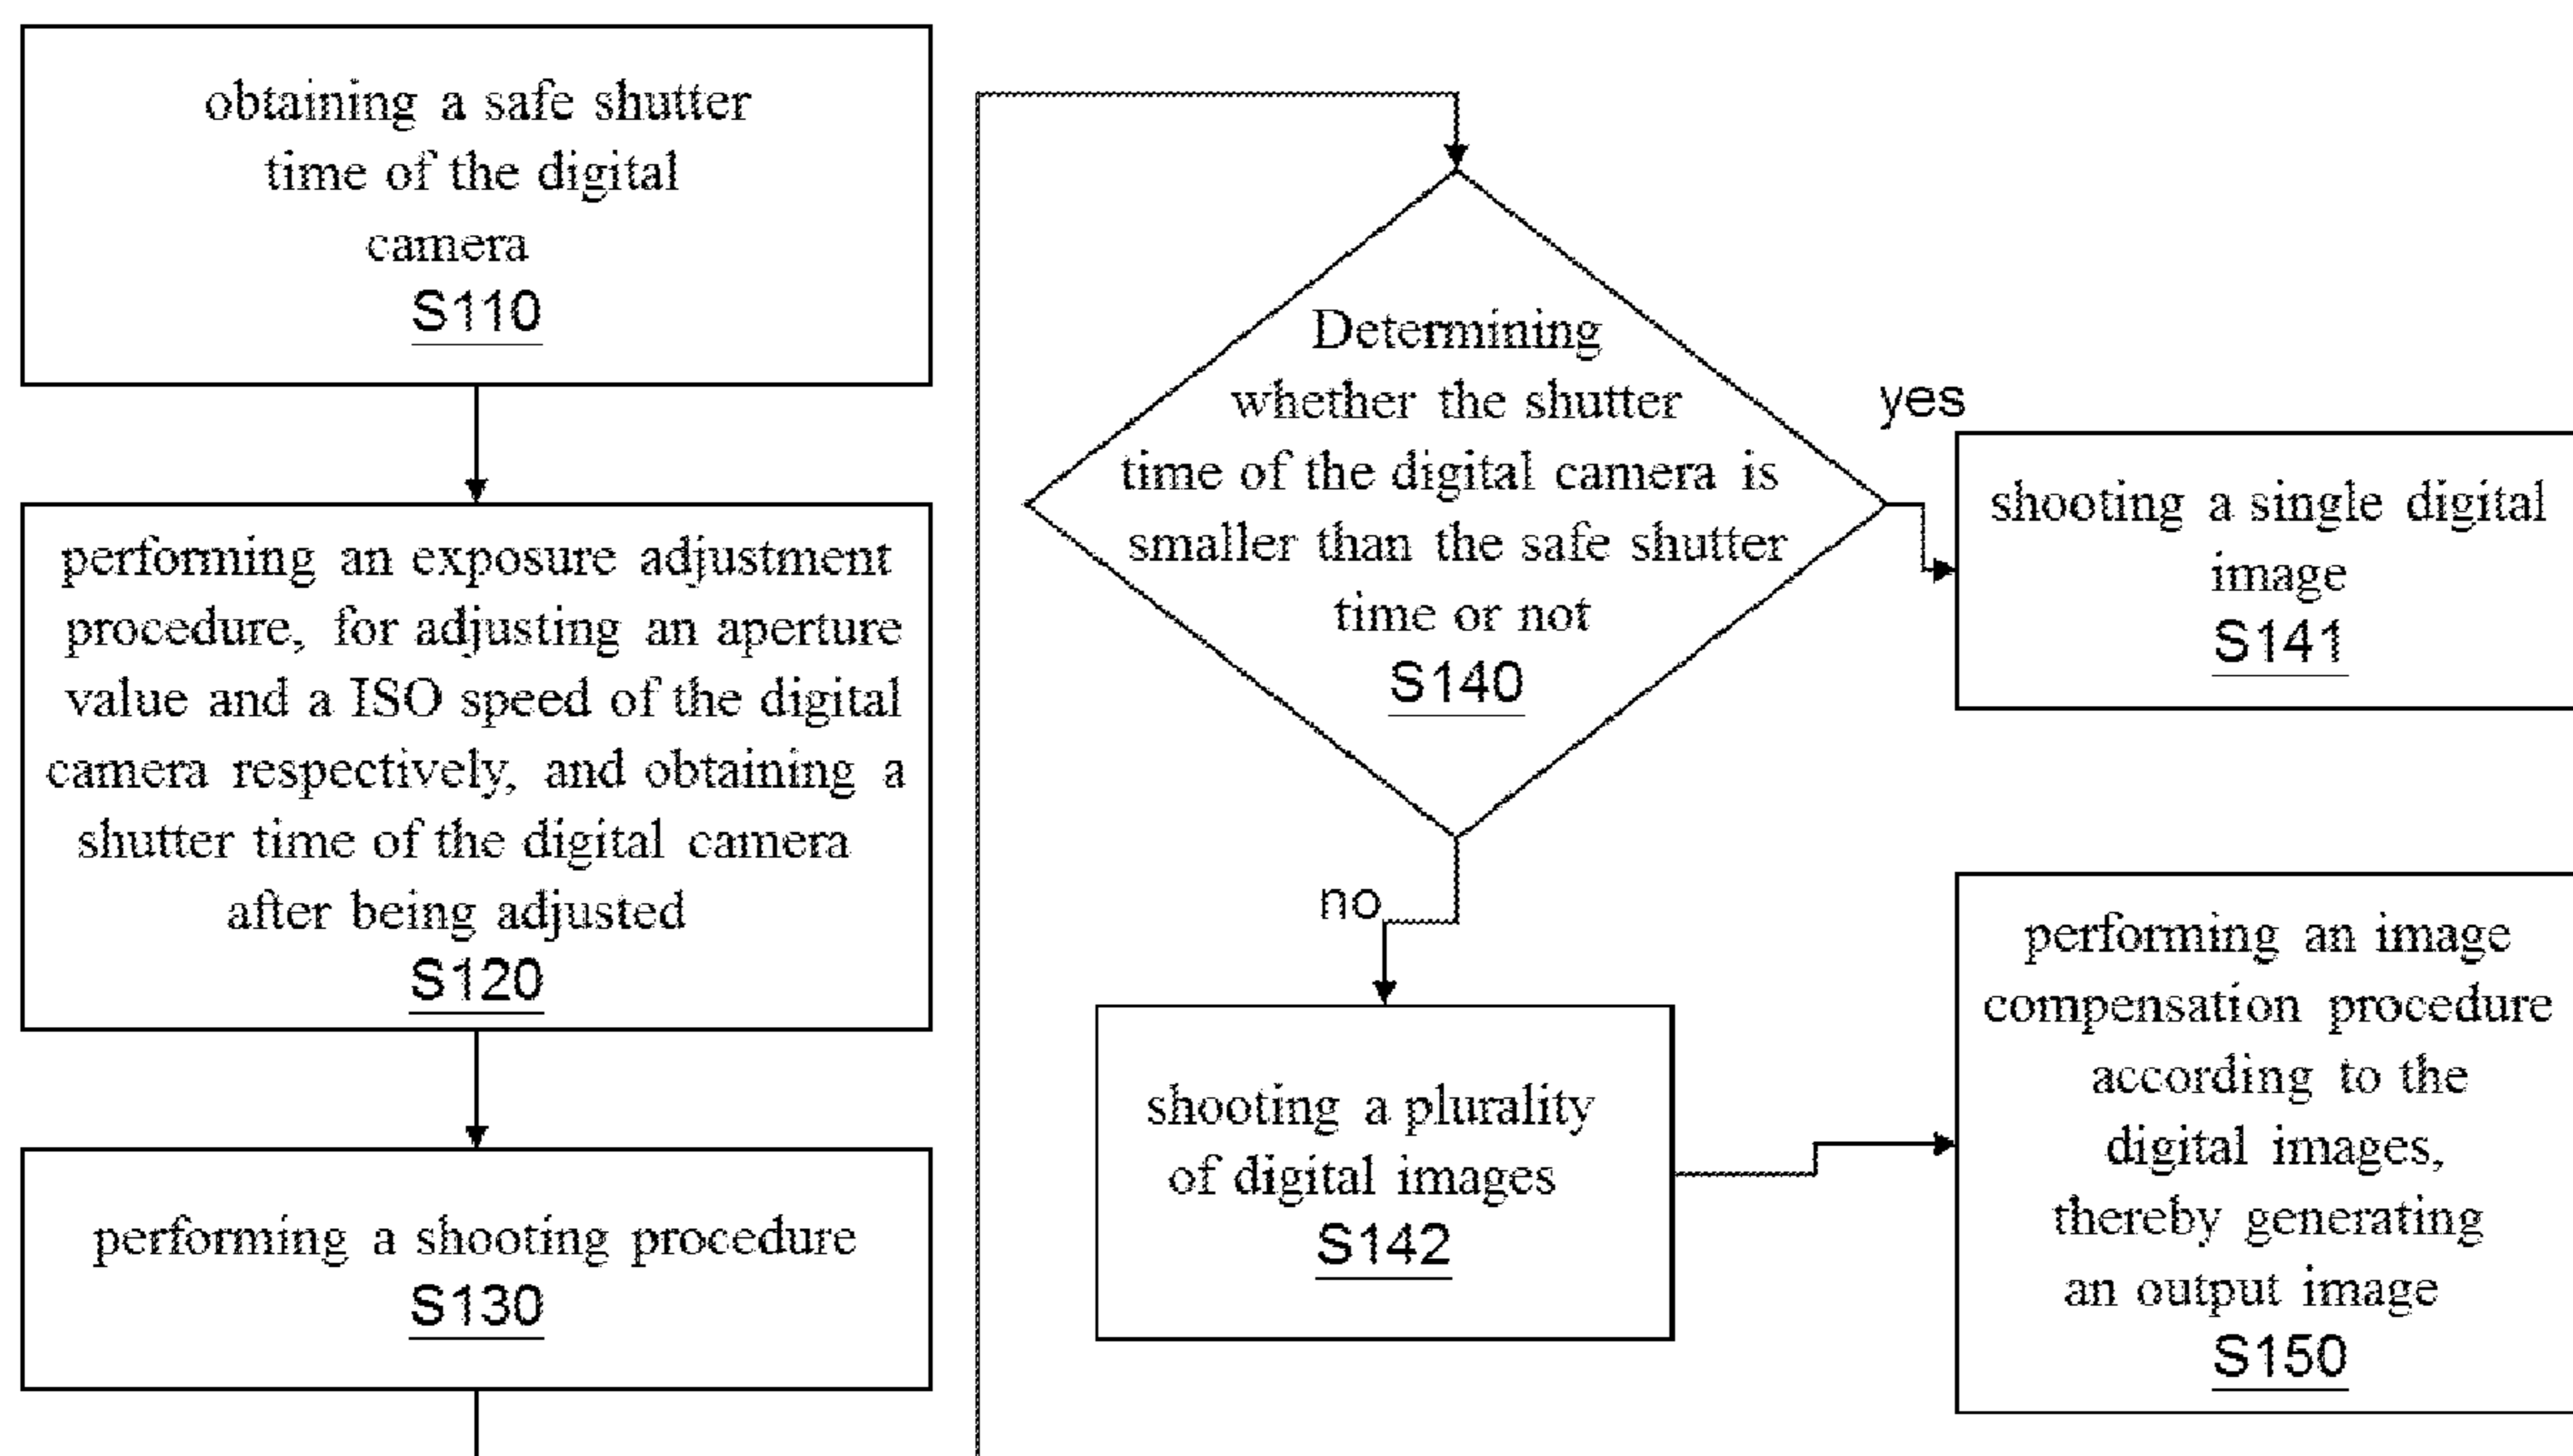 obtaining a safe shutter
time of the digital
camera
S110
performing an exposure adjustment
procedure, for adjusting an aperture
value and a ISO speed of the digital
camera respectively, and obtaining a
shutter time of the digital camera
after being adjusted
S120
performing a shooting procedure
S130
Determining
whether the shutter
time of the digital camera is
smaller than the safe shutter
time or not
S140
yes
shooting a single digital
image
S141
no
shooting a plurality
of digital images
S142
performing an image
compensation procedure
according to the
digital images,
thereby generating
an output image
S150